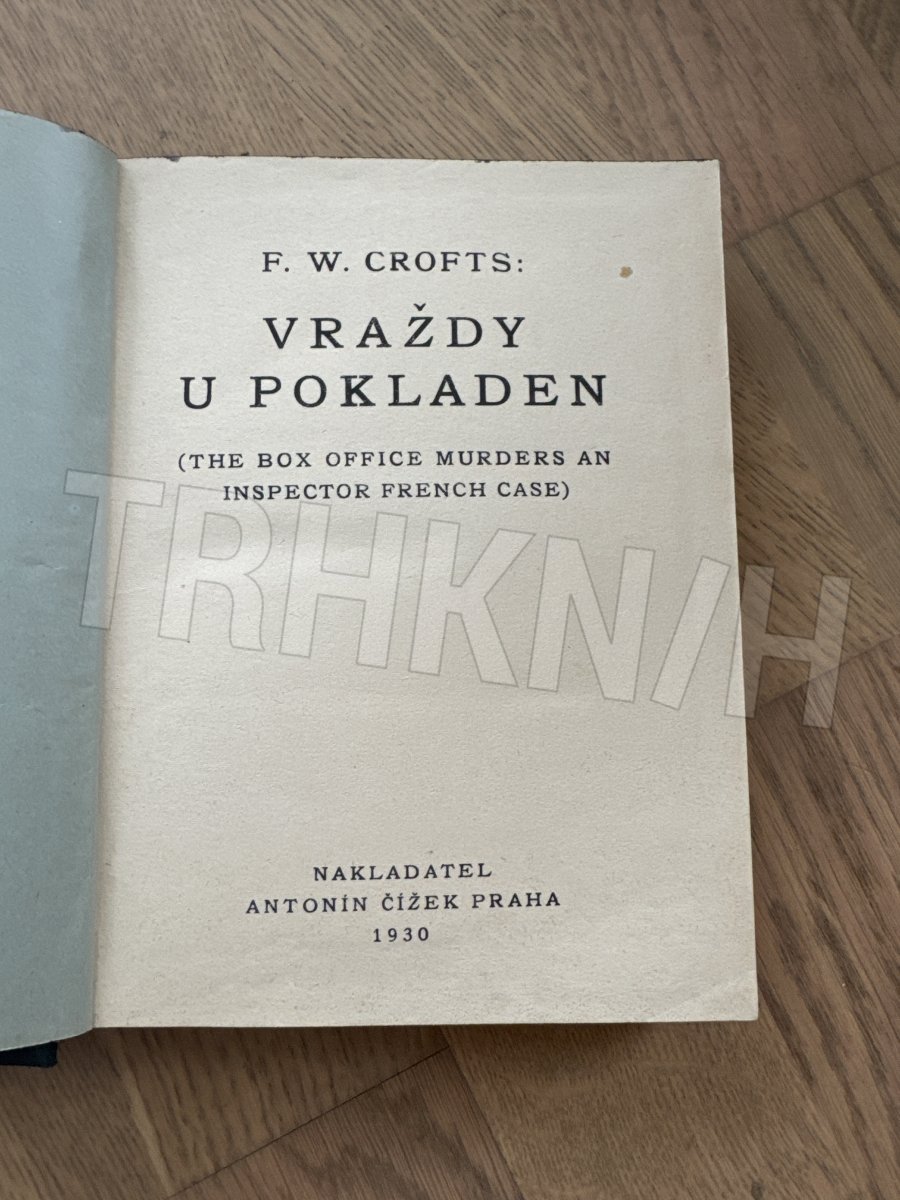 F. W. CROFTS:
VRAŽDY
U POKLADEN
(THE BOX OFFICE MURDERS AN
INSPECTOR FRENCH CASE)
TRHKNIH
NAKLADATEL
ANTONÍN ČÍŽEK PRAHA
1930